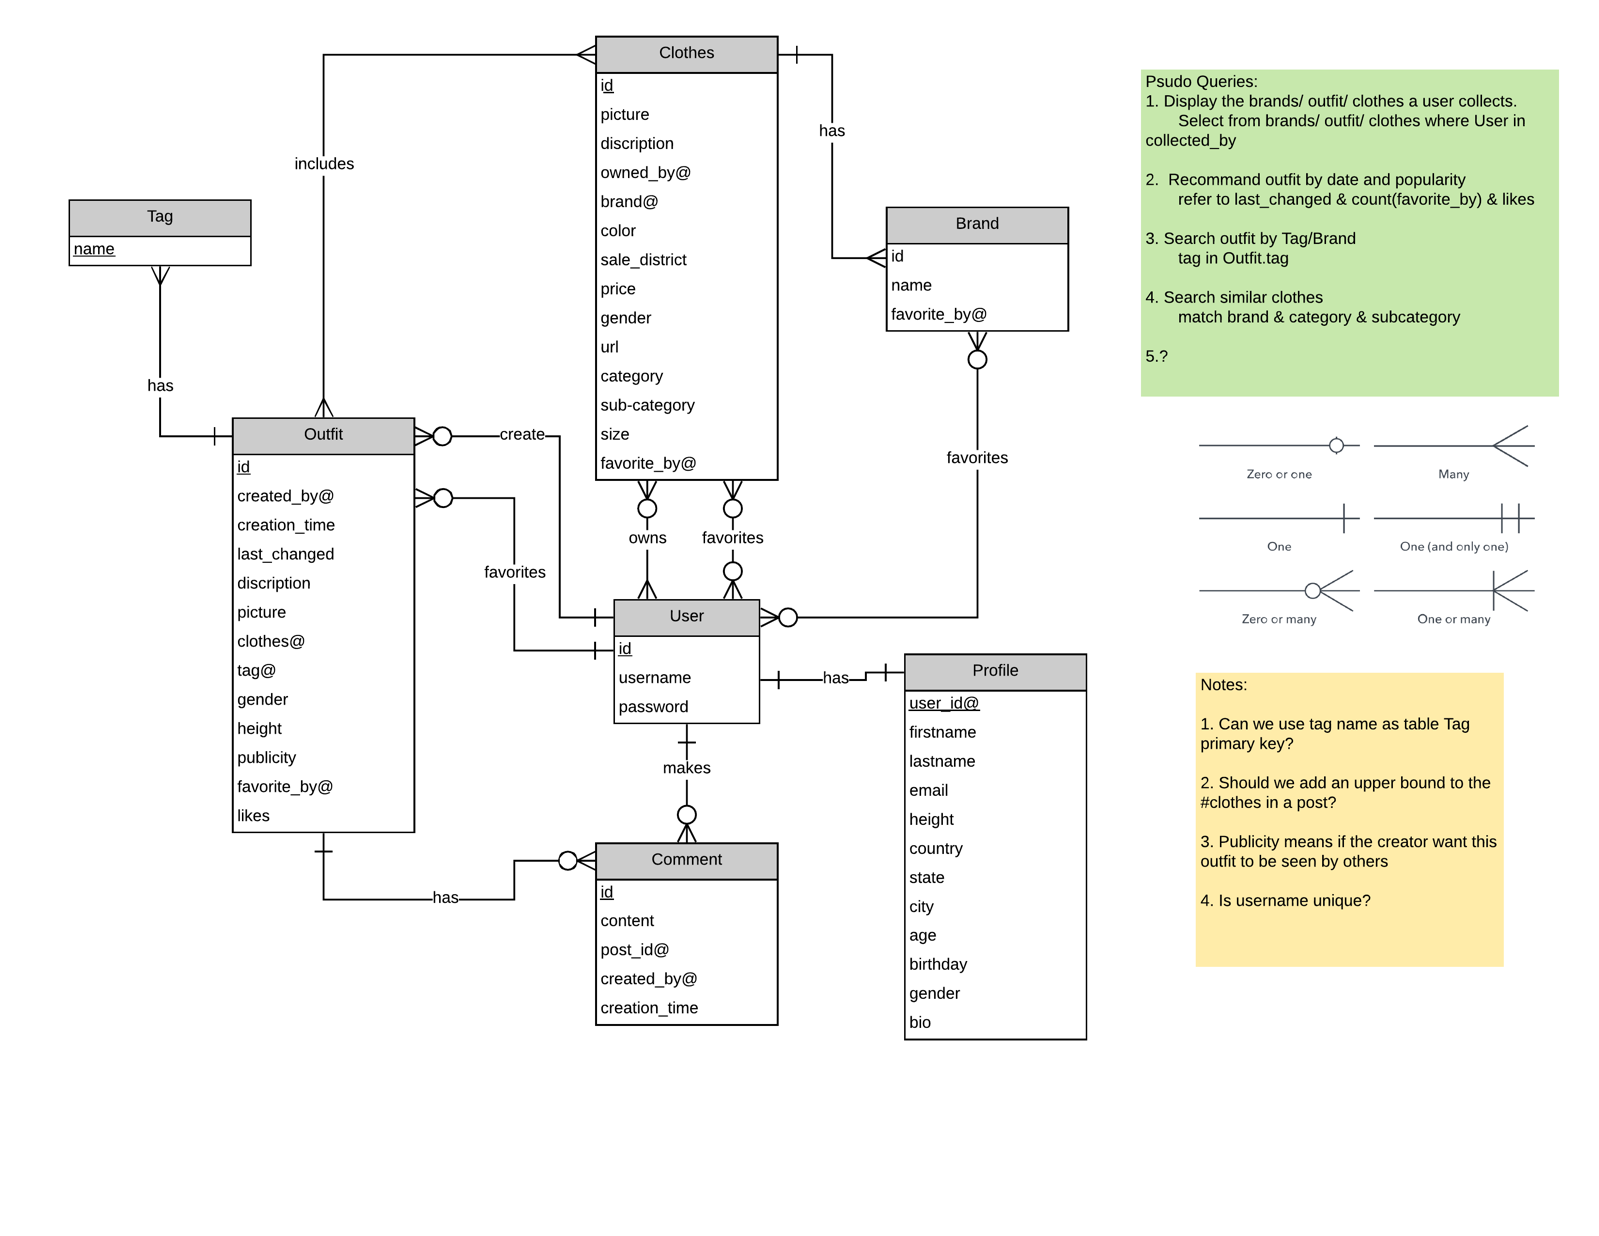 Clothes
id
picture
discription
owned_by@
brand@
color
sale_district
price
gender
url
category
sub-category
size
favorite_by@
has
includes
Tag
name
has
Brand
id
name
favorite_by@
Outfit
id
created_by@
creation_time
last_changed
discription
picture
clothes@
tag@
gender
height
publicity
favorite_by@
likes
create
favorites
owns
favorites
favorites
User
id
username
password
has
makes
has
Profile
user_id@
firstname
lastname
email
height
country
state
city
age
birthday
gender
bio
Comment
id
content
post_id@
created_by@
creation_time
Psudo Queries:
1. Display the brands/ outfit/ clothes a user collects.
Select from brands/ outfit/ clothes where User in
collected_by
2. Recommand outfit by date and popularity
refer to last_changed & count(favorite_by) & likes
3. Search outfit by Tag/Brand
tag in Outfit.tag
4. Search similar clothes
match brand & category & subcategory
5.?
Zero or one
Many
One
One (and only one)
Zero or many
One or many
Notes:
1. Can we use tag name as table Tag
primary key?
2. Should we add an upper bound to the
#clothes in a post?
3. Publicity means if the creator want this
outfit to be seen by others
4. Is username unique?